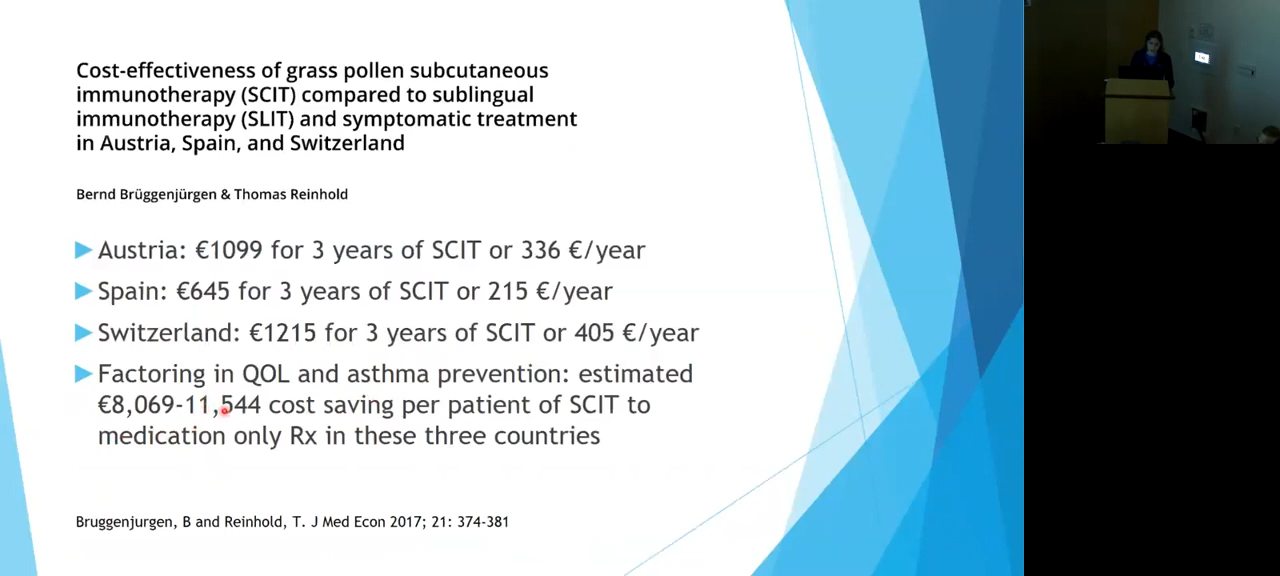 Cost-effectiveness of grass pollen subcutaneous
immunotherapy (SCIT) compared to sublingual
immunotherapy (SLIT) and symptomatic treatment
in Austria, Spain, and Switzerland
Bernd Brüggenjürgen & Thomas Reinhold
Austria: €1099 for 3 years of SCIT or 336 €/year
Spain: €645 for 3 years of SCIT or 215 €/year
Switzerland: €1215 for 3 years of SCIT or 405 €/year
Factoring in QOL and asthma prevention: estimated
€8,069-11,544 cost saving per patient of SCIT to
medication only Rx in these three countries
Bruggenjurgen, B and Reinhold, T. J Med Econ 2017; 21: 374-381